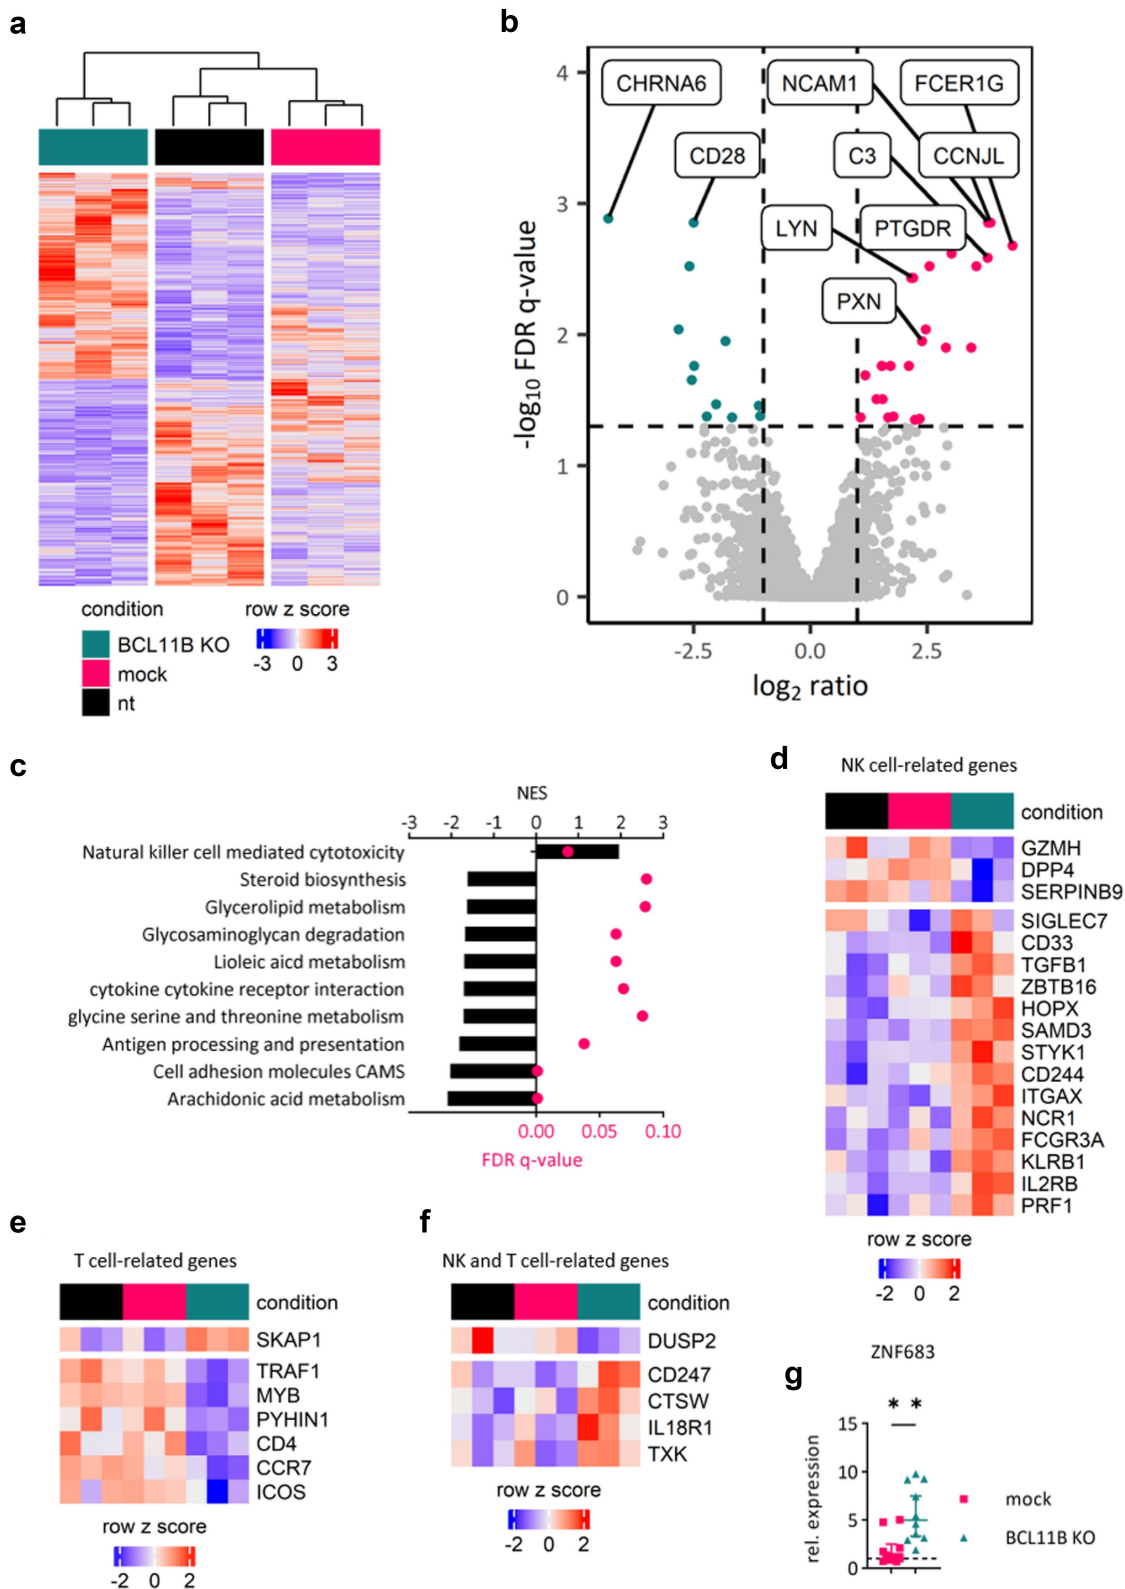 a
condition
BCL11B KO
mock
nt
row z score
-3 0 3
b
4
3
2
1
0
-log10 FDR q-value
CHRNA6
NCAM1
FCER1G
CD28
C3
CCNJL
LYN
PTGDR
PXN
-2.5 0.0 2.5
log2 ratio
c
NES
-3 -2 -1 0 1 2 3
Natural killer cell mediated cytotoxicity
Steroid biosynthesis
Glycerolipid metabolism
Glycosaminoglycan degradation
Lioleic aicd metabolism
cytokine cytokine receptor interaction
glycine serine and threonine metabolism
Antigen processing and presentation
Cell adhesion molecules CAMS
Arachidonic acid metabolism
0.00 0.05 0.10
FDR q-value
d
NK cell-related genes
condition
GZMH
DPP4
SERPINB9
SIGLEC7
CD33
TGFB1
ZBTB16
HOPX
SAMD3
STYK1
CD244
ITGAX
NCR1
FCGR3A
KLRB1
IL2RB
PRF1
row z score
-2 0 2
e
T cell-related genes
condition
SKAP1
TRAF1
MYB
PYHIN1
CD4
CCR7
ICOS
row z score
-2 0 2
f
NK and T cell-related genes
condition
DUSP2
CD247
CTSW
IL18R1
TXK
row z score
-2 0 2
g
ZNF683
* *
15
10
5
0
rel. expression
mock
BCL11B KO